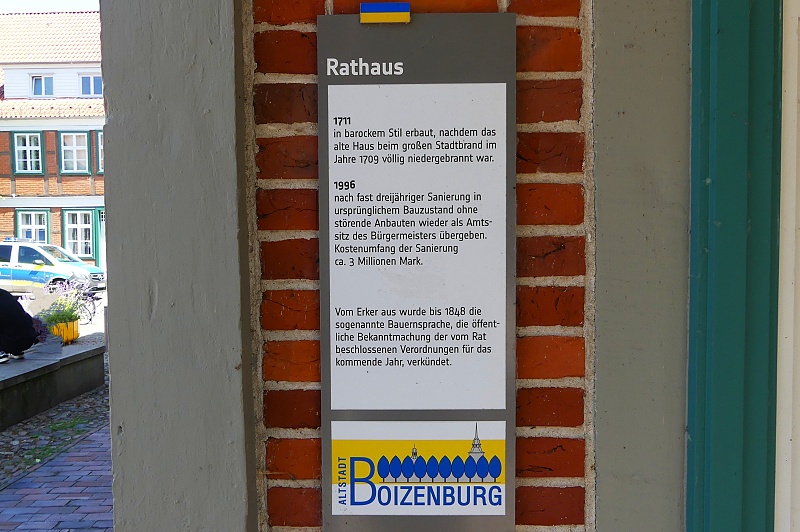 Rathaus
1711
in barockem Stil erbaut, nachdem das
alte Haus beim großen Stadtbrand im
Jahre 1709 völlig niedergebrannt war.
1996
nach fast dreijähriger Sanierung in
ursprünglichem Bauzustand ohne
störende Anbauten wieder als Amts-
sitz des Bürgermeisters übergeben.
Kostenumfang der Sanierung
ca. 3 Millionen Mark.
Vom Erker aus wurde bis 1848 die
sogenannte Bauernsprache, die öffent-
liche Bekanntmachung der vom Rat
beschlossenen Verordnungen für das
kommende Jahr, verkündet.
ALTSTADT
BOIZENBURG